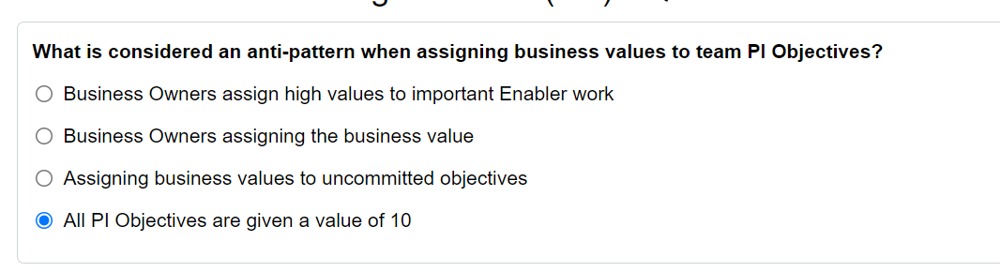 What is considered an anti-pattern when assigning business values to team PI Objectives?
Business Owners assign high values to important Enabler work
Business Owners assigning the business value
Assigning business values to uncommitted objectives
All PI Objectives are given a value of 10